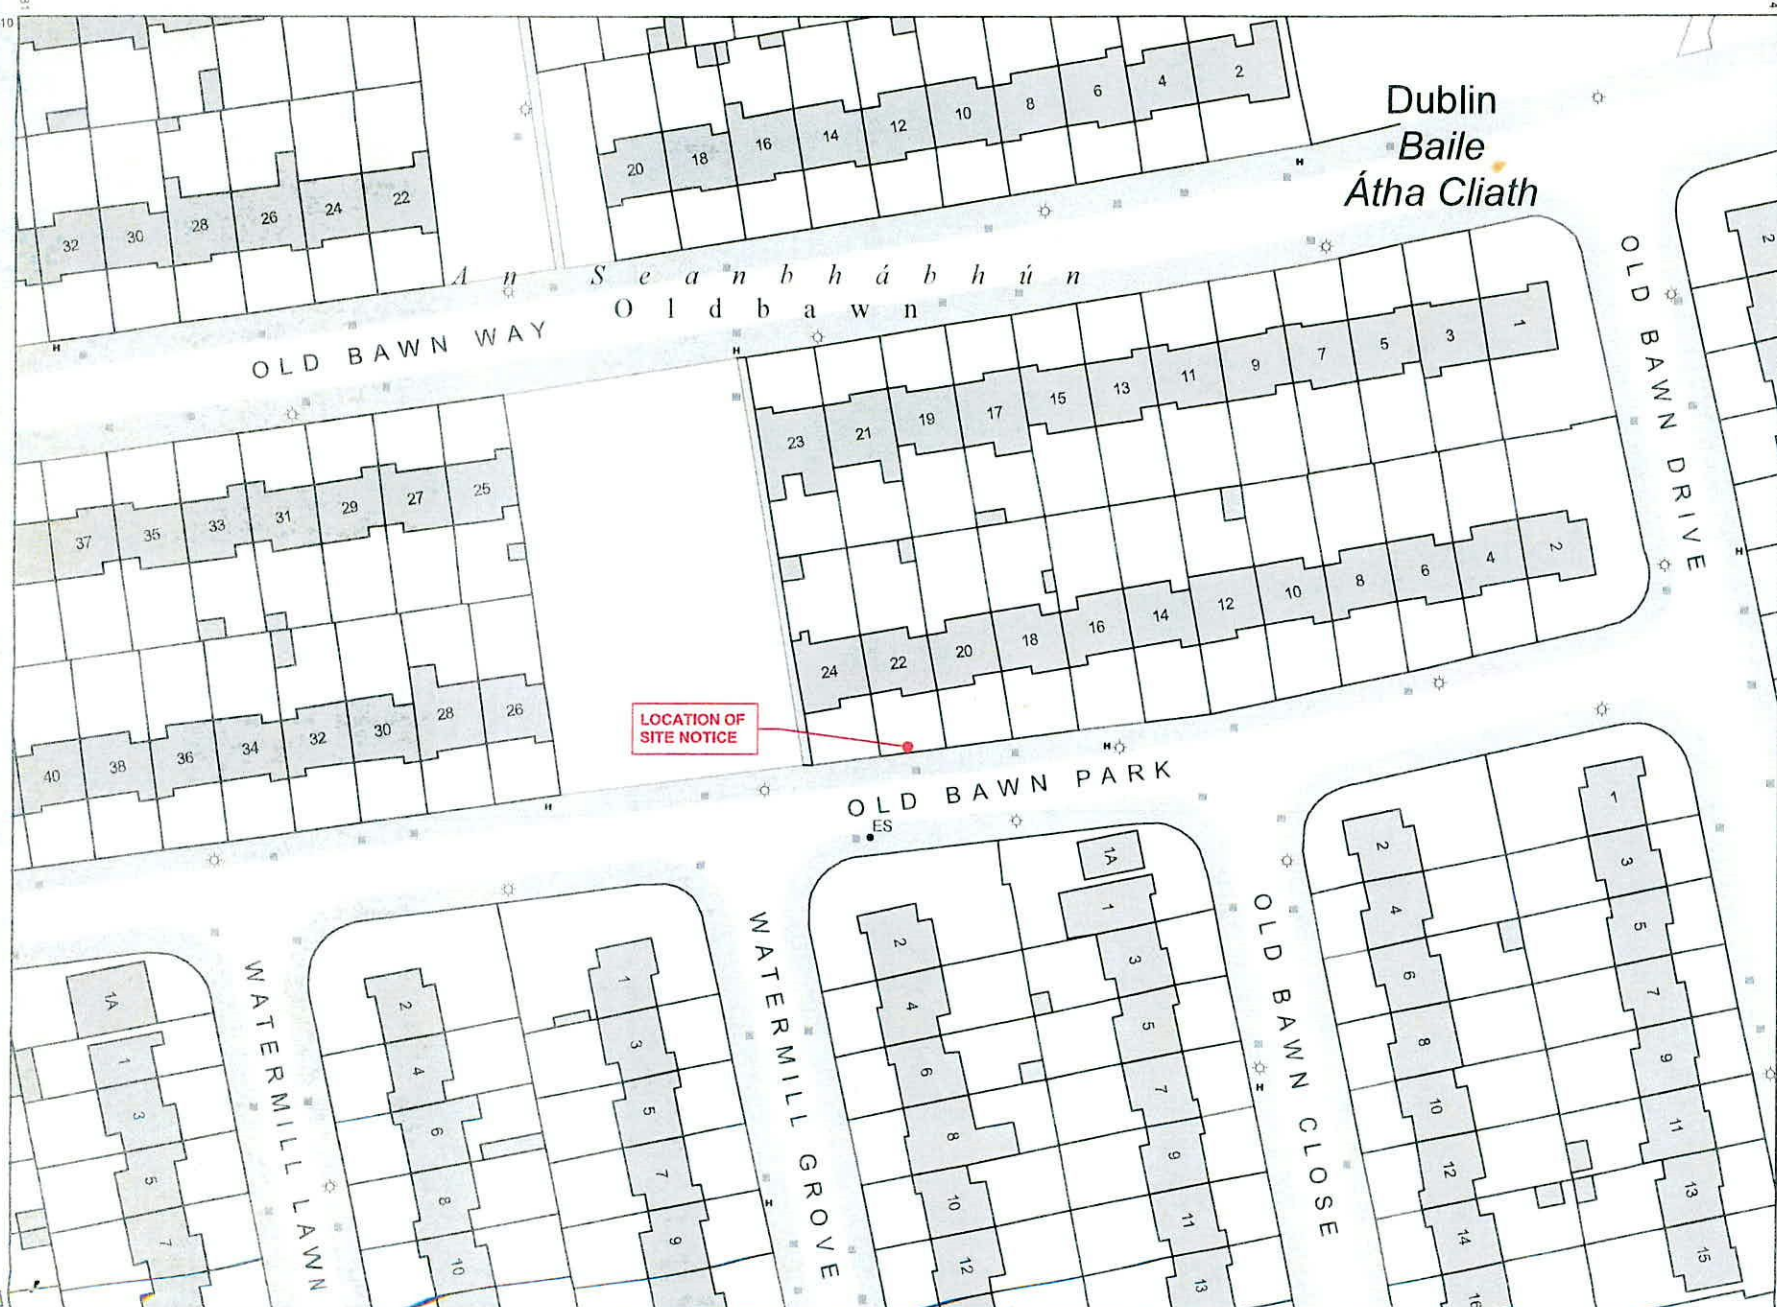 10
Dublin
Baile
Átha Cliath
20 18 16 14 12 10 8 6 4 2
32 30 28 26 24 22
An Seanbhábhún
Oldbawn
OLD BAWN WAY
OLD BAWN DRIVE
2
23 21 19 17 15 13 11 9 7 5 3 1
37 35 33 31 29 27 25
24 22 20 18 16 14 12 10 8 6 4 2
40 38 36 34 32 30 28 26
LOCATION OF
SITE NOTICE
H
H
H
H
H
H
H
H
OLD BAWN PARK
ES
WATERMILL LAWN
WATERMILL GROVE
OLD BAWN CLOSE
1A
1
3
5
7
2
4
6
8
10
1
3
5
7
9
2
4
6
8
10
12
1A
1
3
5
7
9
11
13
2
4
6
8
10
12
14
16
1
3
5
7
9
11
13
15